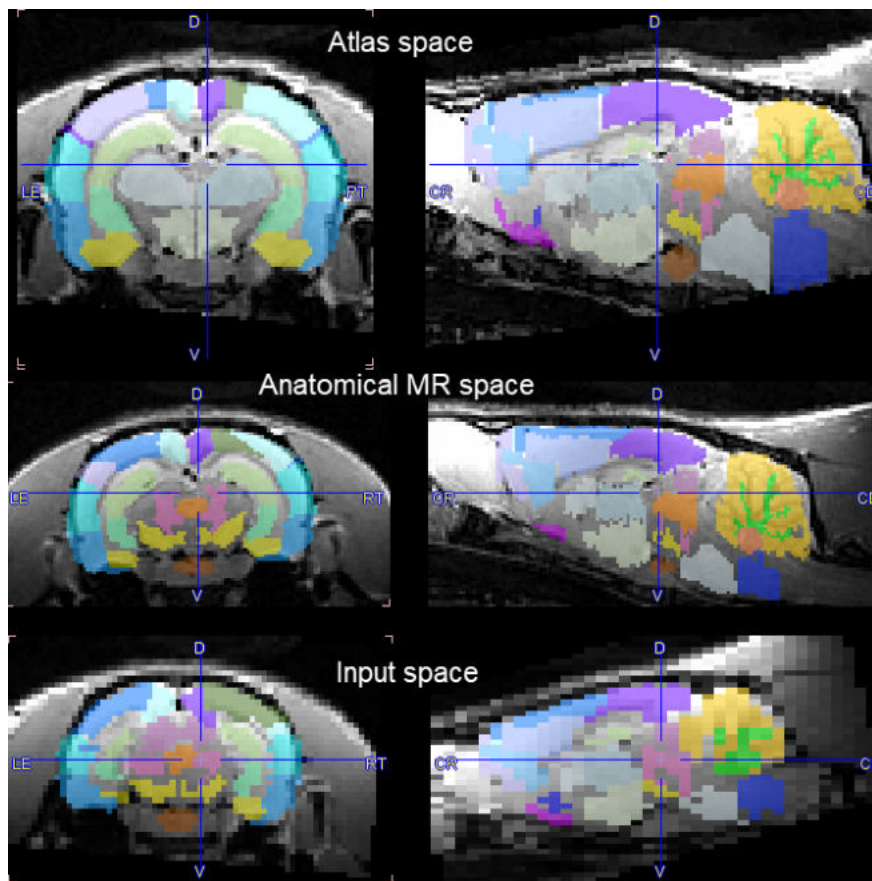 D
Atlas space
LE RT CR CD
V V
Anatomical MR space
D D
LE RT CR CD
V V
Input space
D D
LE RT CR C
V V